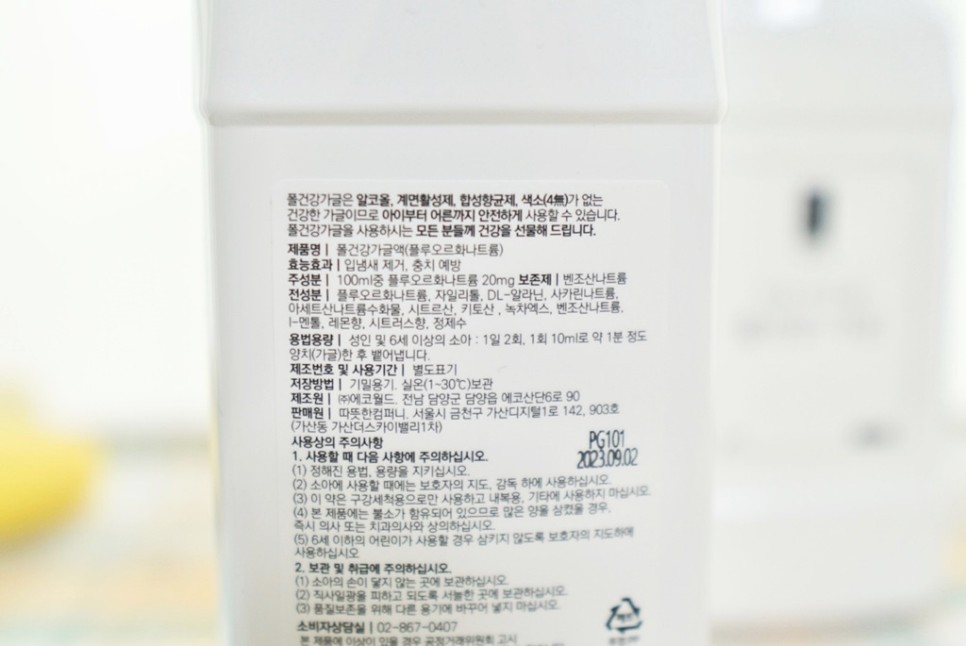 폴건강가글은 알코올, 계면활성제, 합성향균제, 색소(4無)가 없는
건강한 가글이므로 아이부터 어른까지 안전하게 사용할 수 있습니다.
폴건강가글을 사용하시는 모든 분들께 건강을 선물해 드립니다.
제품명 | 폴건강가글액(플루오르화나트륨)
효능효과 | 입냄새 제거, 충치 예방
주성분 | 100ml중 플루오르화나트륨 20mg 보존제 | 벤조산나트륨
전성분 | 플루오르화나트륨, 자일리톨, DL-알라닌, 사카린나트륨,
아세트산나트륨수화물, 시트르산, 키토산 , 녹차엑스, 벤조산나트륨,
l-멘톨, 레몬향, 시트러스향, 정제수
용법용량 | 성인 및 6세 이상의 소아 : 1일 2회, 1회 10ml로 약 1분 정도
양치(가글)한 후 뱉어냅니다.
제조번호 및 사용기간 | 별도표기
저장방법 | 기밀용기. 실온(1~30℃)보관
제조원 | ㈜에코월드. 전남 담양군 담양읍 에코산단6로 90
판매원 | 따뜻한컴퍼니. 서울시 금천구 가산디지털1로 142, 903호
(가산동 가산더스카이밸리1차)
사용상의 주의사항
PG101
2023.09.02
1. 사용할 때 다음 사항에 주의하십시오.
(1) 정해진 용법, 용량을 지키십시오.
(2) 소아에 사용할 때에는 보호자의 지도, 감독 하에 사용하십시오.
(3) 이 약은 구강세척용으로만 사용하고 내복용, 기타에 사용하지 마십시오.
(4) 본 제품에는 불소가 함유되어 있으므로 많은 양을 삼켰을 경우,
즉시 의사 또는 치과의사와 상의하십시오.
(5) 6세 이하의 어린이가 사용할 경우 삼키지 않도록 보호자의 지도하에
사용하십시오
2. 보관 및 취급에 주의하십시오.
(1) 소아의 손이 닿지 않는 곳에 보관하십시오.
(2) 직사일광을 피하고 되도록 서늘한 곳에 보관하십시오.
(3) 품질보존을 위해 다른 용기에 바꾸어 넣지 마십시오.
소비자상담실 | 02-867-0407
본 제품에 이상이 있을 경우 공정거래위원회 고시